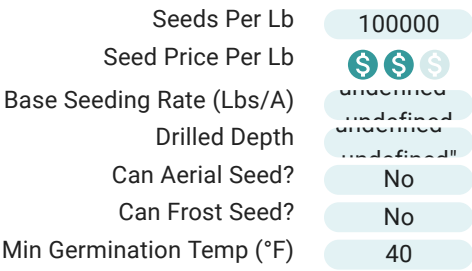 Seeds Per Lb 100000
Seed Price Per Lb $ $ $
Base Seeding Rate (Lbs/A) undefined undefined
Drilled Depth undefined undefined"
Can Aerial Seed? No
Can Frost Seed? No
Min Germination Temp (°F) 40